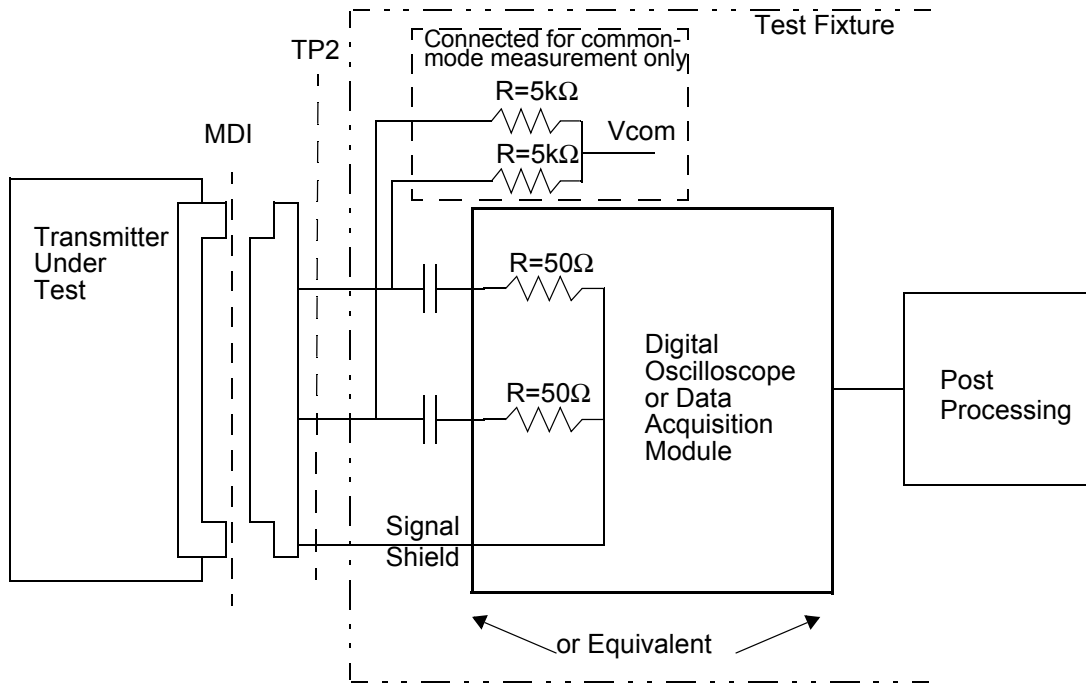 Test Fixture
Connected for common-
mode measurement only
TP2
R=5kΩ
Vcom
R=5kΩ
MDI
Transmitter
Under
Test
R=50Ω
R=50Ω
Digital
Oscilloscope
or Data
Acquisition
Module
Post
Processing
Signal
Shield
or Equivalent